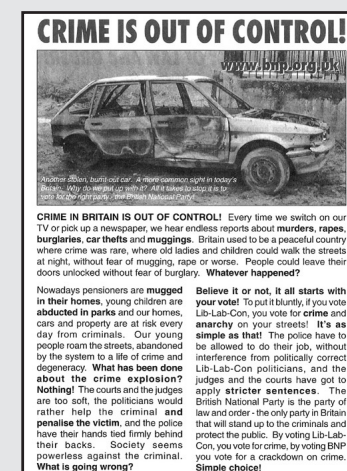 CRIME IS OUT OF CONTROL!
www.bnp.org.uk
Another stolen, burnt-out car. A more common sight in today's
Britain. Why do we put up with it? All it takes to stop it is to
vote for the right party - the British National Party!
CRIME IN BRITAIN IS OUT OF CONTROL! Every time we switch on our
TV or pick up a newspaper, we hear endless reports about murders, rapes,
burglaries, car thefts and muggings. Britain used to be a peaceful country
where crime was rare, where old ladies and children could walk the streets
at night, without fear of mugging, rape or worse. People could leave their
doors unlocked without fear of burglary. Whatever happened?
Nowadays pensioners are mugged
in their homes, young children are
abducted in parks and our homes,
cars and property are at risk every
day from criminals. Our young
people roam the streets, abandoned
by the system to a life of crime and
degeneracy. What has been done
about the crime explosion?
Nothing! The courts and the judges
are too soft, the politicians would
rather help the criminal and
penalise the victim, and the police
have their hands tied firmly behind
their backs. Society seems
powerless against the criminal.
What is going wrong?
Believe it or not, it all starts with
your vote! To put it bluntly, if you vote
Lib-Lab-Con, you vote for crime and
anarchy on your streets! It's as
simple as that! The police have to
be allowed to do their job, without
interference from politically correct
Lib-Lab-Con politicians, and the
judges and the courts have got to
apply stricter sentences. The
British National Party is the party of
law and order - the only party in Britain
that will stand up to the criminals and
protect the public. By voting Lib-Lab-
Con, you vote for crime, by voting BNP
you vote for a crackdown on crime.
Simple choice!